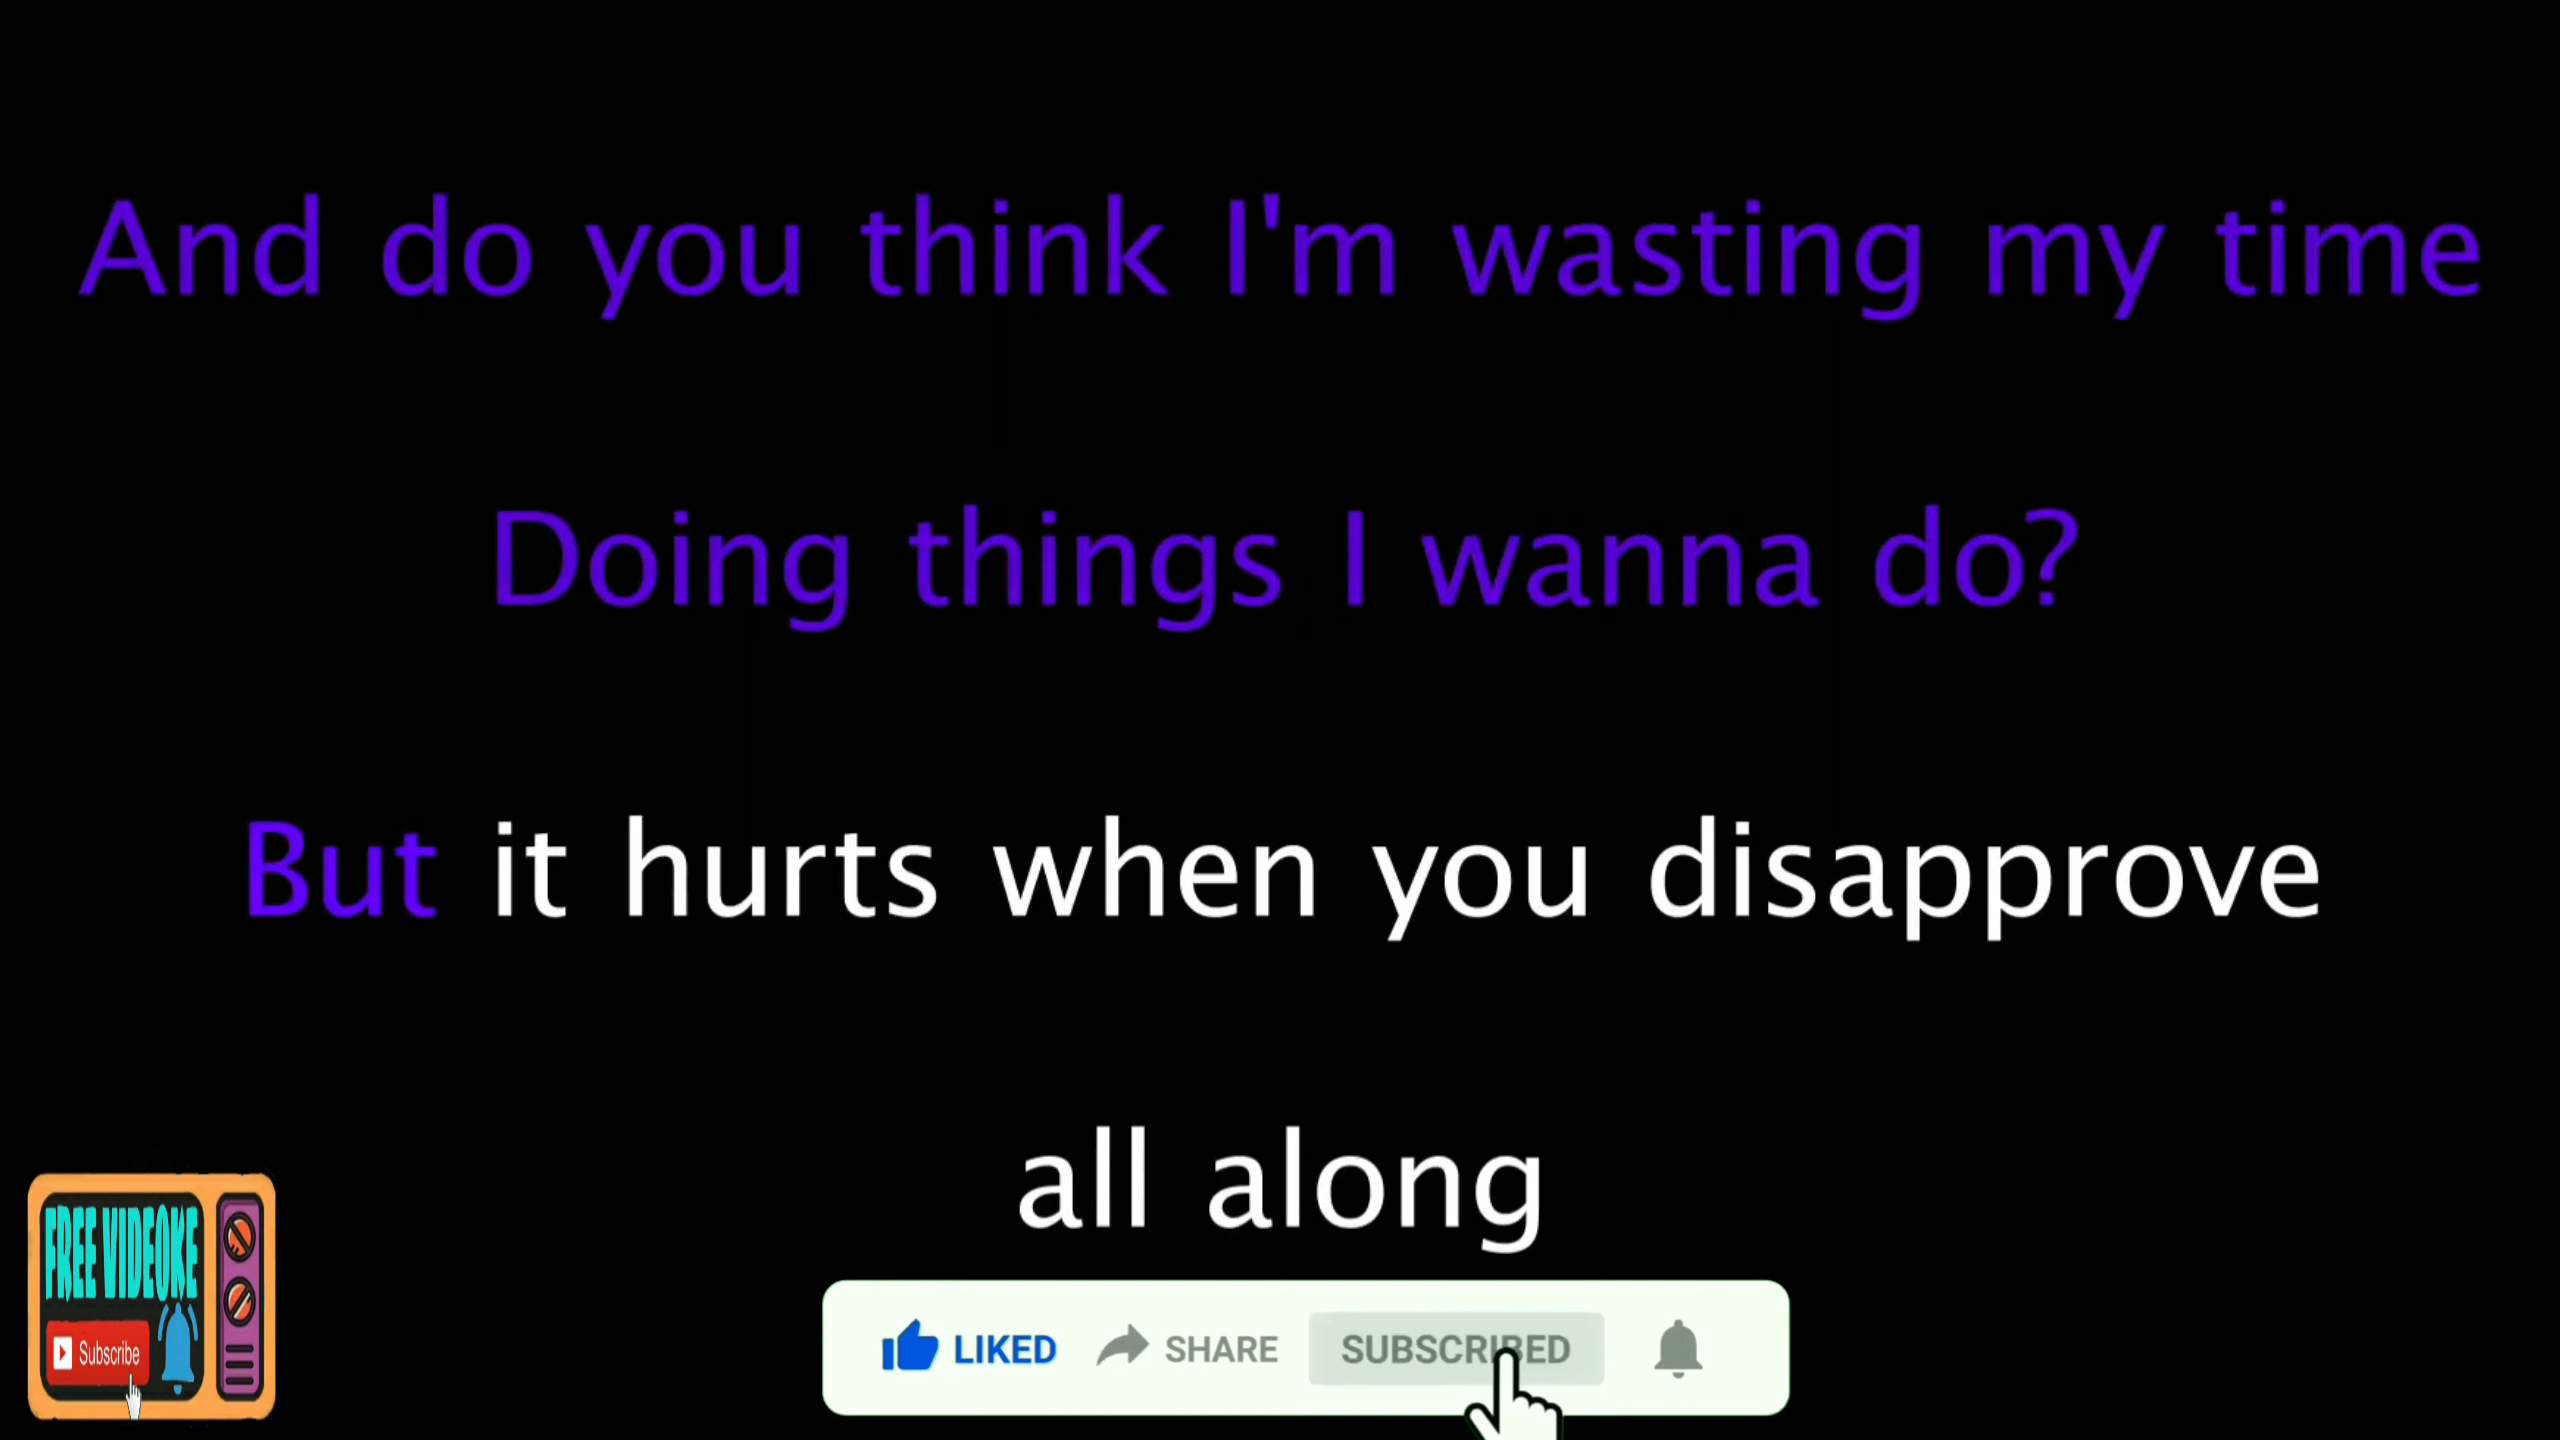 And do you think I'm wasting my time
Doing things I wanna do?
But it hurts when you disapprove
all along
FREE VIDEOKE
Subscribe
LIKED SHARE SUBSCRIBED